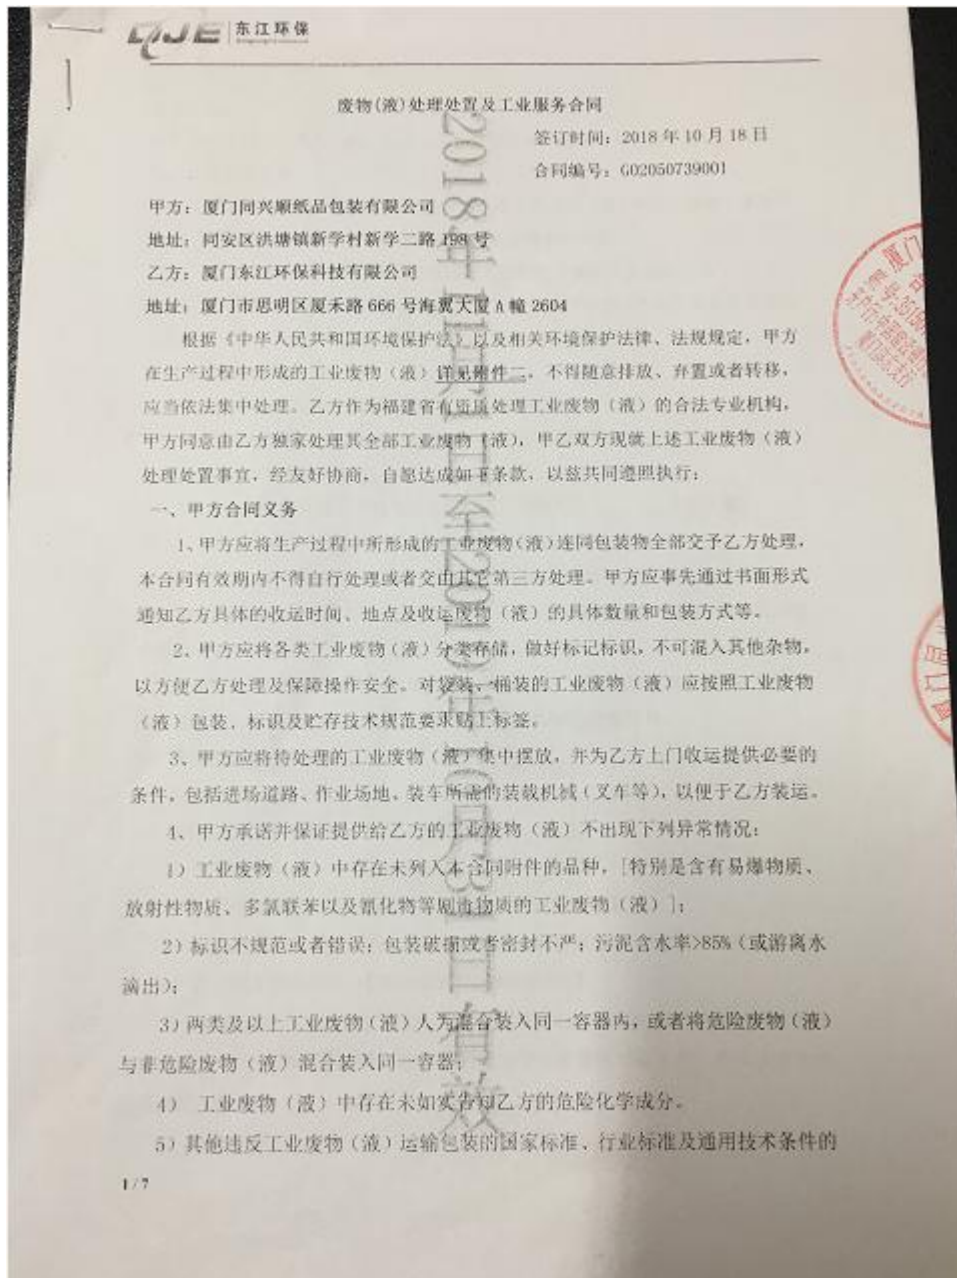 DJE 东江环保
废物(液)处理处置及工业服务合同
签订时间：2018年10月18日
合同编号：G02050739001
甲方：厦门同兴顺纸品包装有限公司
地址：同安区洪塘镇新学村新学二路198号
乙方：厦门东江环保科技有限公司
地址：厦门市思明区厦禾路666号海翼大厦A幢2604
根据《中华人民共和国环境保护法》以及相关环境保护法律、法规规定，甲方
在生产过程中形成的工业废物（液）详见附件二，不得随意排放、弃置或者转移，
应当依法集中处理。乙方作为福建省有资质处理工业废物（液）的合法专业机构，
甲方同意由乙方独家处理其全部工业废物（液），甲乙双方现就上述工业废物（液）
处理处置事宜，经友好协商，自愿达成如下条款，以兹共同遵照执行：
一、甲方合同义务
1、甲方应将生产过程中所形成的工业废物(液)连同包装物全部交予乙方处理，
本合同有效期内不得自行处理或者交由其它第三方处理。甲方应事先通过书面形式
通知乙方具体的收运时间、地点及收运废物（液）的具体数量和包装方式等。
2、甲方应将各类工业废物（液）分类存储，做好标记标识，不可混入其他杂物，
以方便乙方处理及保障操作安全。对袋装、桶装的工业废物（液）应按照工业废物
（液）包装、标识及贮存技术规范要求贴上标签。
3、甲方应将待处理的工业废物（液）集中摆放，并为乙方上门收运提供必要的
条件，包括进场道路、作业场地、装车所需的装载机械（叉车等），以便于乙方装运。
4、甲方承诺并保证提供给乙方的工业废物（液）不出现下列异常情况：
1）工业废物（液）中存在未列入本合同附件的品种，[特别是含有易爆物质、
放射性物质、多氯联苯以及氰化物等剧毒物质的工业废物（液）]；
2）标识不规范或者错误；包装破损或者密封不严；污泥含水率>85%（或游离水
滴出）；
3）两类及以上工业废物（液）人为混合装入同一容器内，或者将危险废物（液）
与非危险废物（液）混合装入同一容器；
4） 工业废物（液）中存在未如实告知乙方的危险化学成分。
5）其他违反工业废物（液）运输包装的国家标准、行业标准及通用技术条件的
1/7
2018年11月1日至2019年10月31日有效